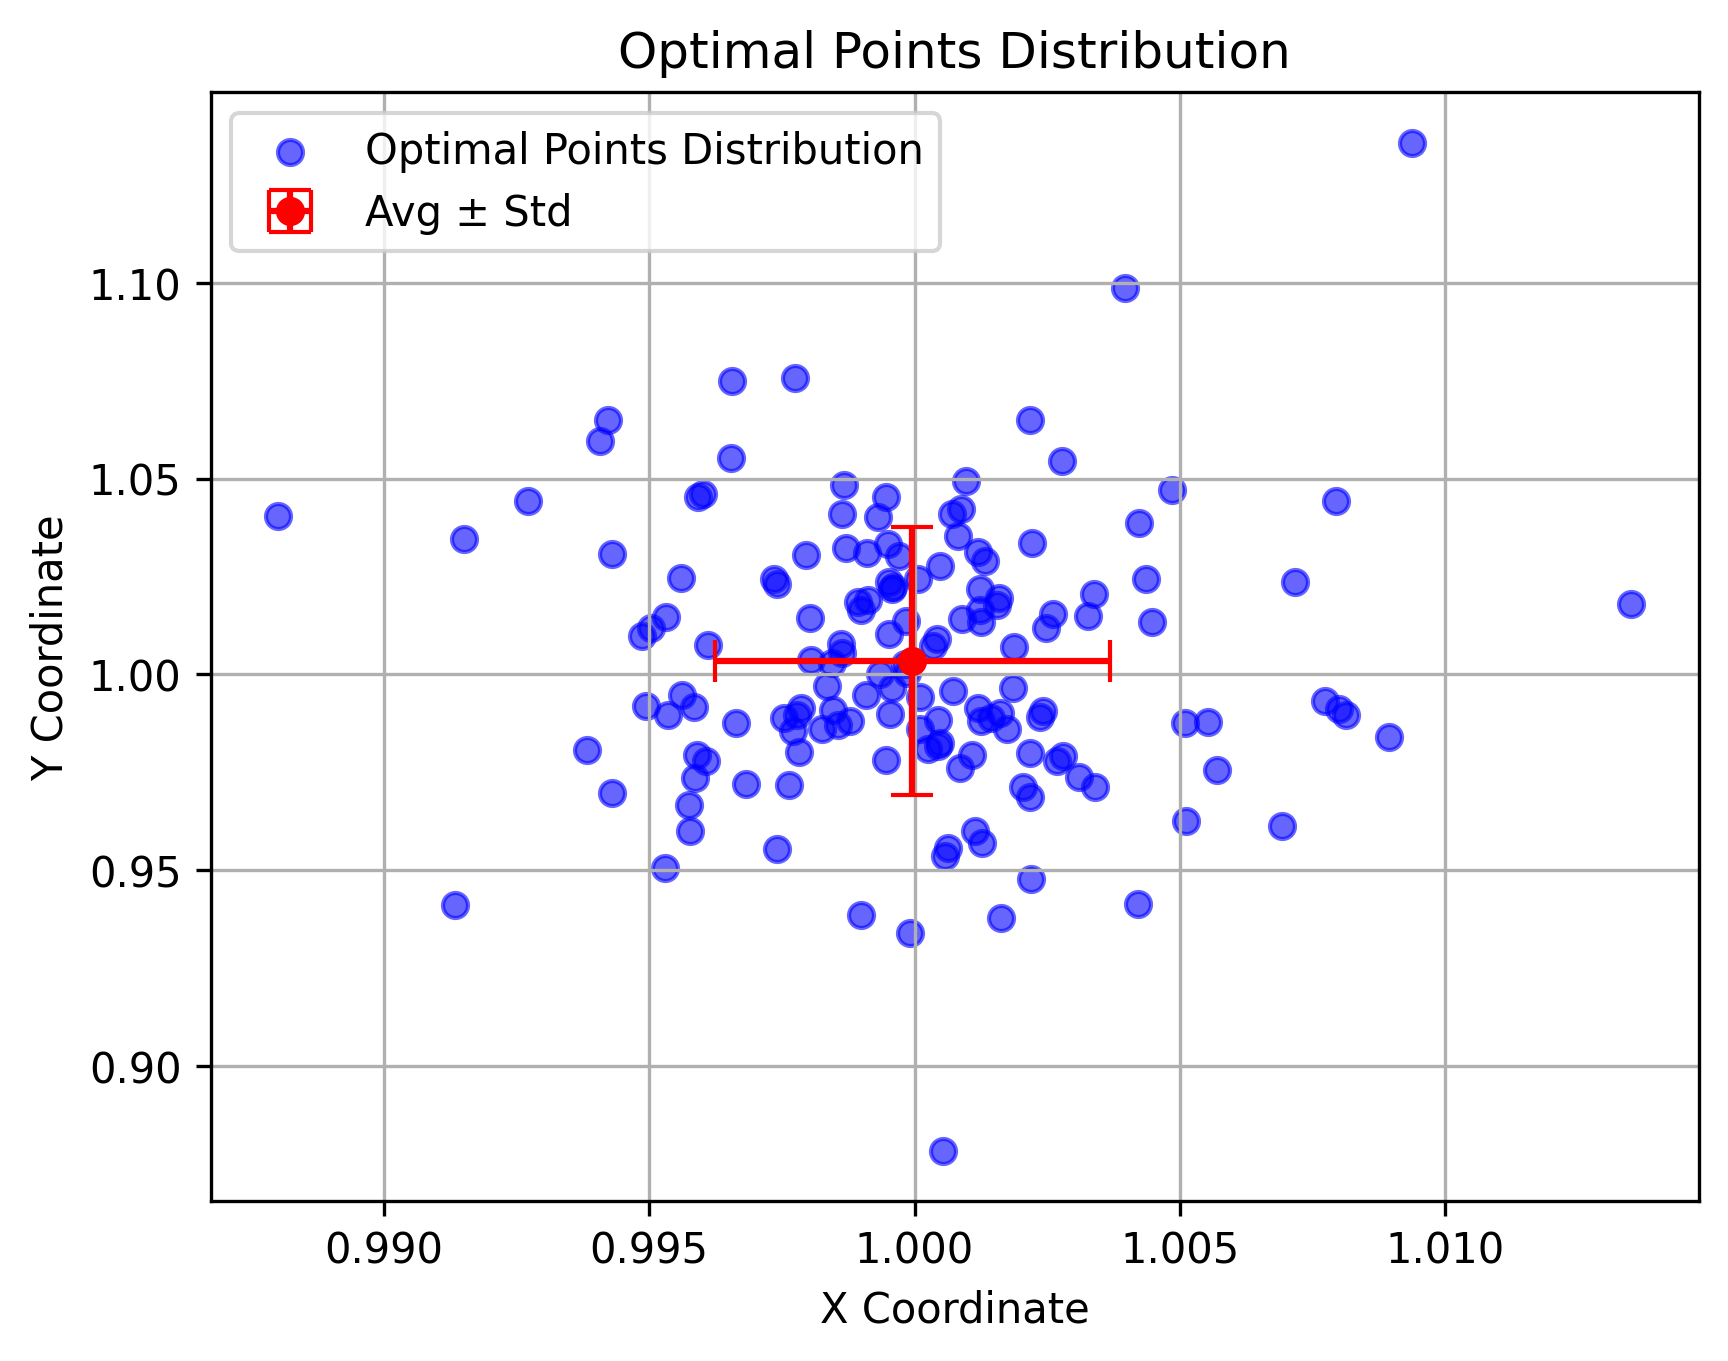 Optimal Points Distribution
Optimal Points Distribution
Avg ± Std
1.10
1.05
1.00
0.95
0.90
Y Coordinate
0.990
0.995
1.000
1.005
1.010
X Coordinate